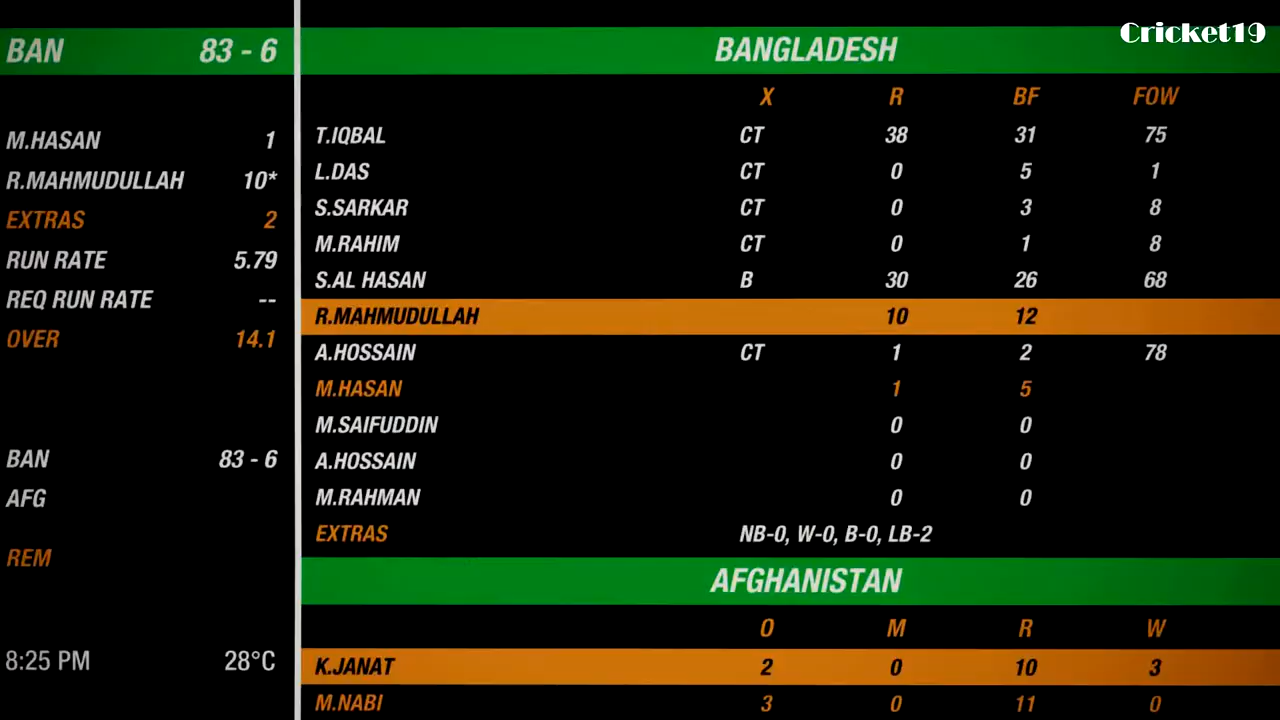 Cricket19
BAN 83 - 6
M.HASAN 1
R.MAHMUDULLAH 10*
EXTRAS 2
RUN RATE 5.79
REQ RUN RATE --
OVER 14.1
BAN 83 - 6
AFG
REM
8:25 PM 28°C
BANGLADESH
X R BF FOW
T.IQBAL CT 38 31 75
L.DAS CT 0 5 1
S.SARKAR CT 0 3 8
M.RAHIM CT 0 1 8
S.AL HASAN B 30 26 68
R.MAHMUDULLAH 10 12
A.HOSSAIN CT 1 2 78
M.HASAN 1 5
M.SAIFUDDIN 0 0
A.HOSSAIN 0 0
M.RAHMAN 0 0
EXTRAS NB-0, W-0, B-0, LB-2
AFGHANISTAN
O M R W
K.JANAT 2 0 10 3
M.NABI 3 0 11 0